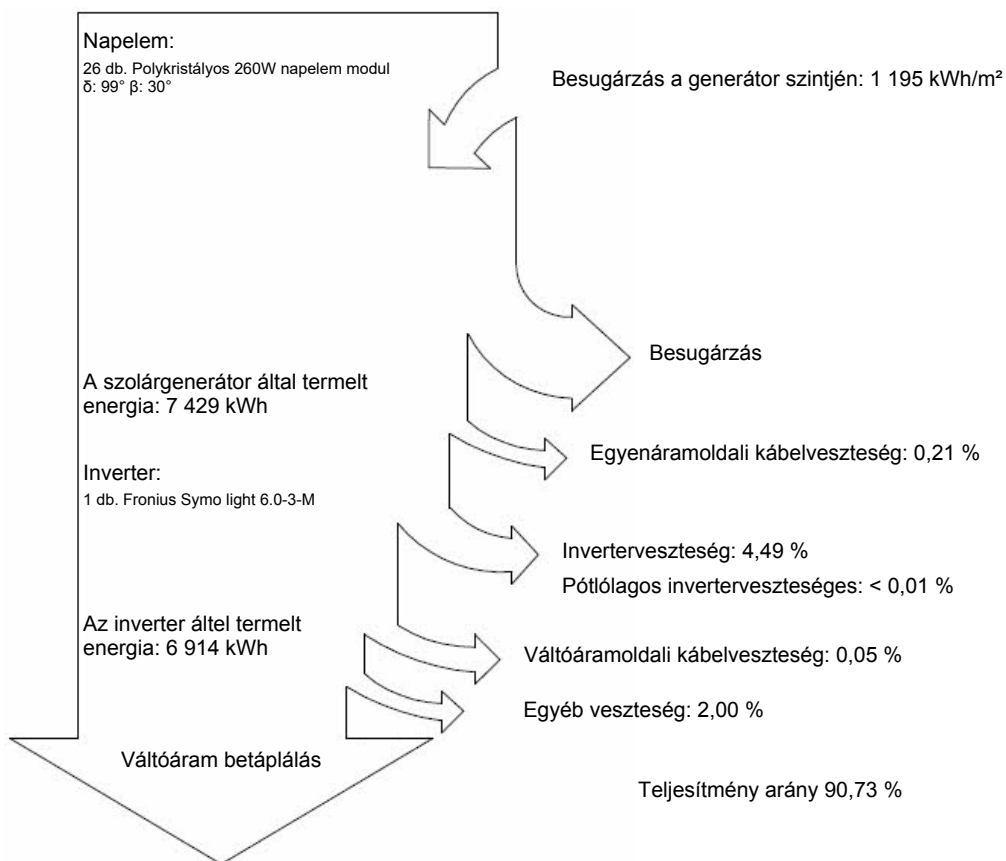 Napelem:
26 db. Polykristályos 260W napelem modul
δ: 99° β: 30°
Besugárzás a generátor szintjén: 1 195 kWh/m²
Besugárzás
A szolárgenerátor által termelt
energia: 7 429 kWh
Egyenáramoldali kábelveszteség: 0,21 %
Inverter:
1 db. Fronius Symo light 6.0-3-M
Inverterveszteség: 4,49 %
Pótlólagos inverterveszteséges: < 0,01 %
Az inverter áltel termelt
energia: 6 914 kWh
Váltóáramoldali kábelveszteség: 0,05 %
Egyéb veszteség: 2,00 %
Váltóáram betáplálás
Teljesítmény arány 90,73 %